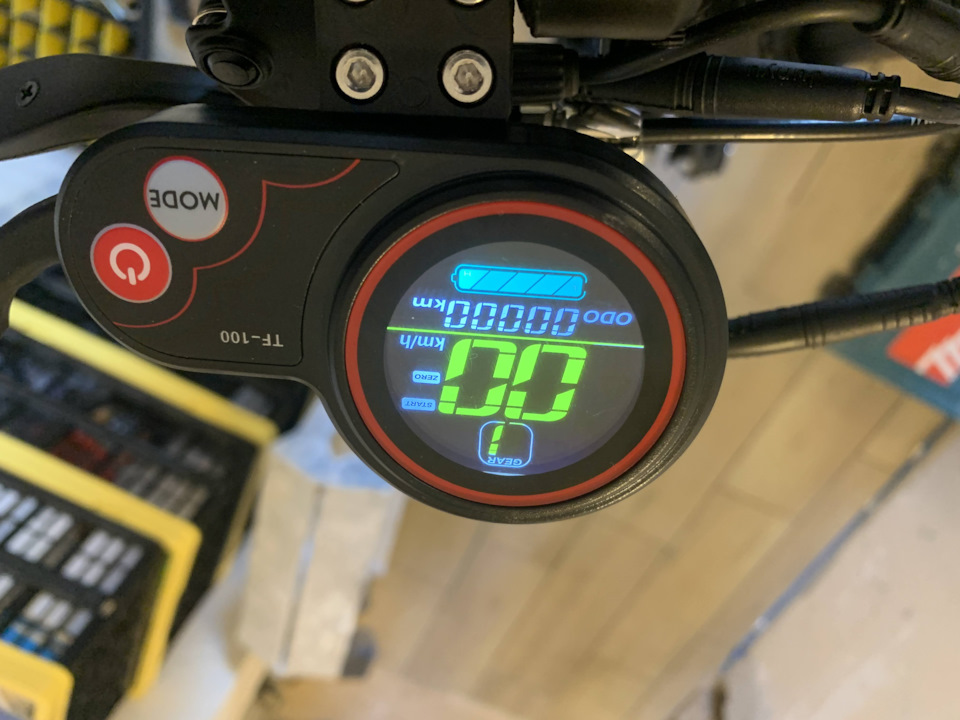 GEAR
1
START
ZERO
00 km/h
ODO 00000 km
TF-100
MODE